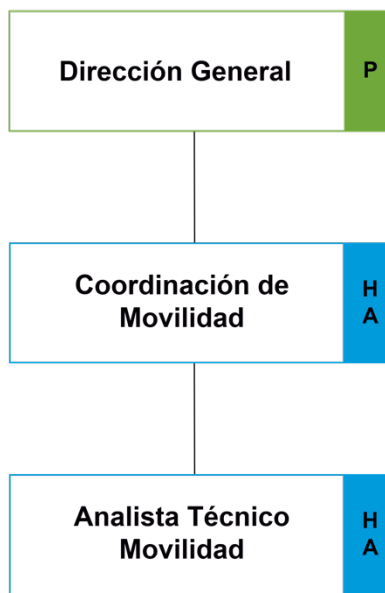 Dirección General
P
Coordinación de
Movilidad
H
A
Analista Técnico
Movilidad
H
A